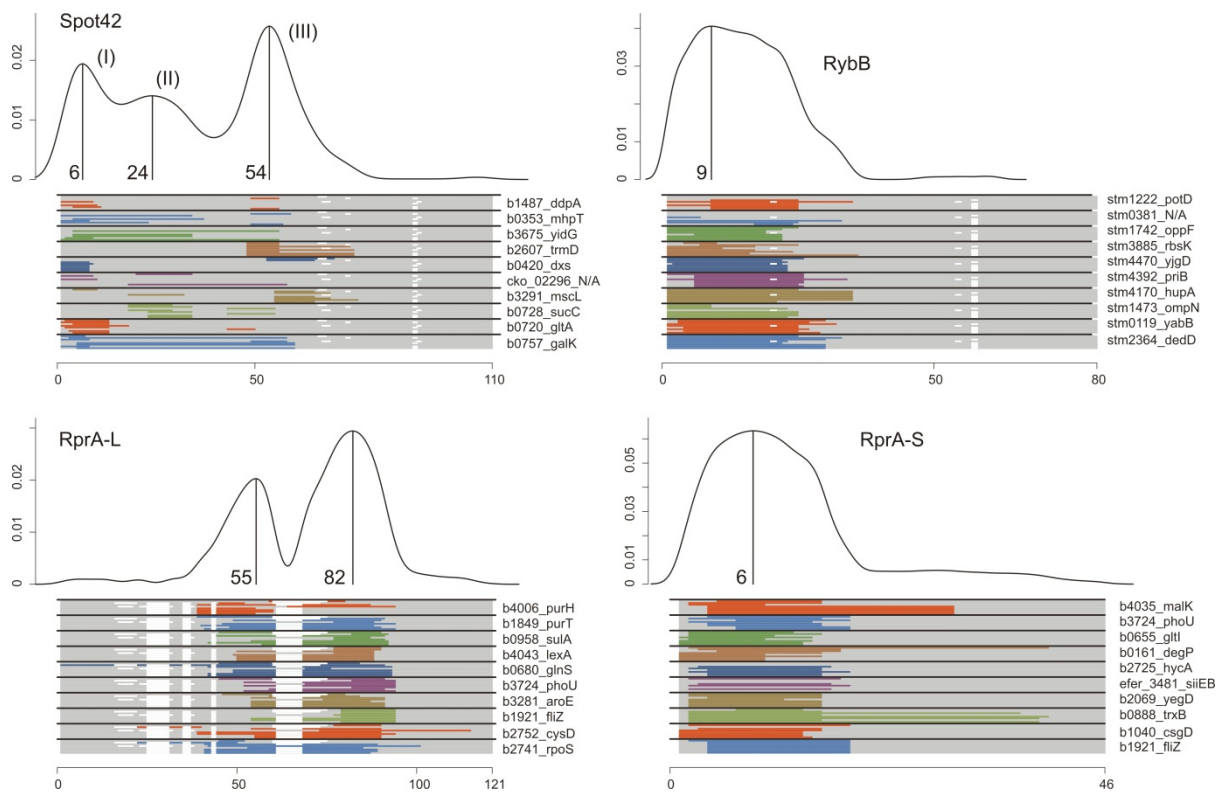 Spot42
(I)
(II)
(III)
0
0.01
0.02
6
24
54
b1487_ddpA
b0353_mhpT
b3675_yidG
b2607_trmD
b0420_dxs
cko_02296_N/A
b3291_mscL
b0728_sucC
b0720_gltA
b0757_galK
0
50
110
RybB
0
0.01
0.03
9
stm1222_potD
stm0381_N/A
stm1742_oppF
stm3885_rbsK
stm4470_yjgD
stm4392_priB
stm4170_hupA
stm1473_ompN
stm0119_yabB
stm2364_dedD
0
50
80
RprA-L
0
0.01
0.02
55
82
b4006_purH
b1849_purT
b0958_sulA
b4043_lexA
b0680_glnS
b3724_phoU
b3281_aroE
b1921_fliZ
b2752_cysD
b2741_rpoS
0
50
100
121
RprA-S
0
0.01
0.03
0.05
6
b4035_malK
b3724_phoU
b0655_gltI
b0161_degP
b2725_hycA
efer_3481_siiEB
b2069_yegD
b0888_trxB
b1040_csgD
b1921_fliZ
0
46